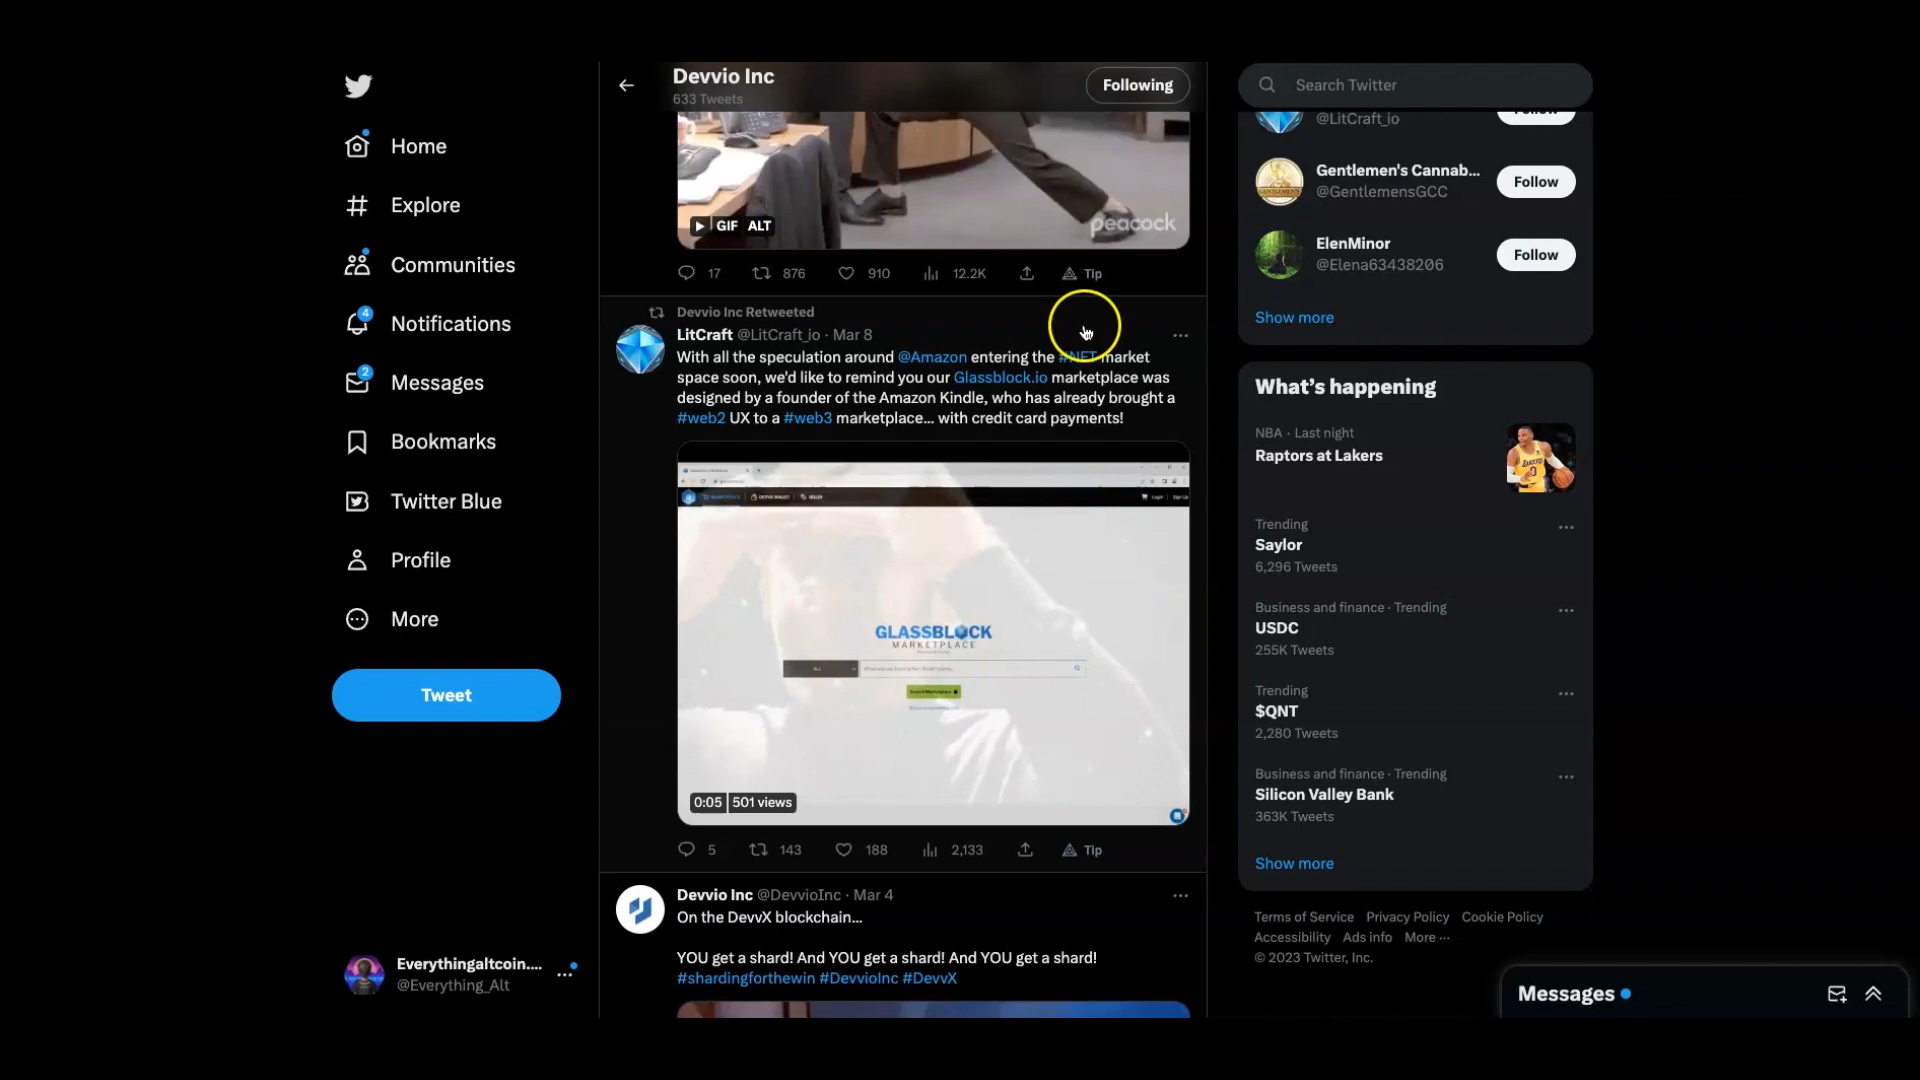 Devvio Inc
633 Tweets
Following
Search Twitter
Home
Explore
Communities
4
Notifications
2
Messages
Bookmarks
Twitter Blue
Profile
More
Tweet
Everythingaltcoin....
@Everything_Alt
peacock
GIF ALT
17 876 910 12.2K Tip
Devvio Inc Retweeted
LitCraft @LitCraft_io · Mar 8
With all the speculation around @Amazon entering the #NFT market
space soon, we'd like to remind you our Glassblock.io marketplace was
designed by a founder of the Amazon Kindle, who has already brought a
#web2 UX to a #web3 marketplace... with credit card payments!
GLASSBLOCK
MARKETPLACE
ALL
0:05 501 views
5 143 188 2,133 Tip
Devvio Inc @DevvioInc · Mar 4
On the DevvX blockchain...
YOU get a shard! And YOU get a shard! And YOU get a shard!
#shardingforthewin #DevvioInc #DevvX
@LitCraft_io
Gentlemen's Cannab...
@GentlemensGCC
Follow
ElenMinor
@Elena63438206
Follow
Show more
What's happening
NBA · Last night
Raptors at Lakers
Trending
Saylor
6,296 Tweets
Business and finance · Trending
USDC
255K Tweets
Trending
$QNT
2,280 Tweets
Business and finance · Trending
Silicon Valley Bank
363K Tweets
Show more
Terms of Service Privacy Policy Cookie Policy
Accessibility Ads info More ···
© 2023 Twitter, Inc.
Messages